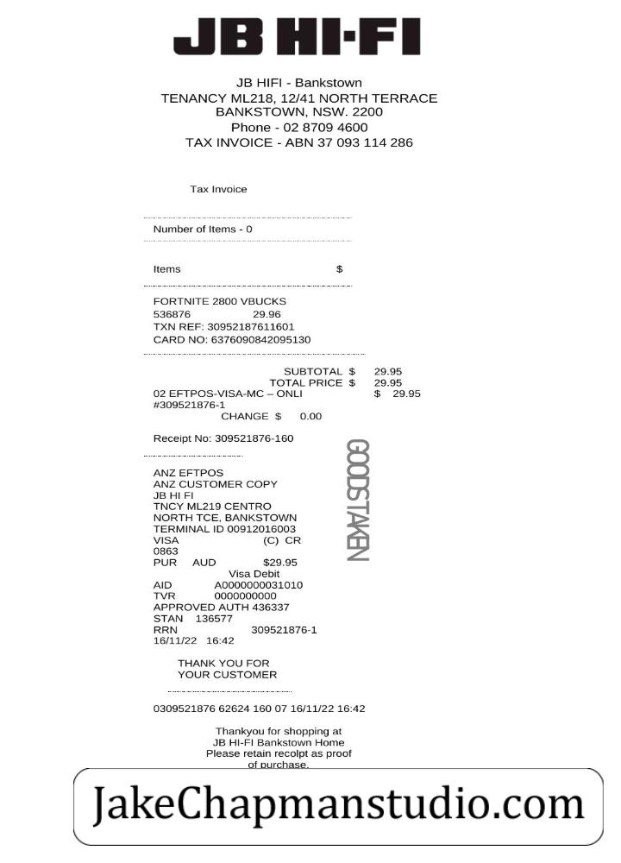 JB HI-FI
JB HIFI - Bankstown
TENANCY ML218, 12/41 NORTH TERRACE
BANKSTOWN, NSW. 2200
Phone - 02 8709 4600
TAX INVOICE - ABN 37 093 114 286
Tax Invoice
Number of Items - 0
Items $
FORTNITE 2800 VBUCKS
536876 29.96
TXN REF: 30952187611601
CARD NO: 6376090842095130
SUBTOTAL $ 29.95
TOTAL PRICE $ 29.95
02 EFTPOS-VISA-MC – ONLI $ 29.95
#309521876-1
CHANGE $ 0.00
Receipt No: 309521876-160
GOODSTAKEN
ANZ EFTPOS
ANZ CUSTOMER COPY
JB HI FI
TNCY ML219 CENTRO
NORTH TCE, BANKSTOWN
TERMINAL ID 00912016003
VISA (C) CR
0863
PUR AUD $29.95
Visa Debit
AID A0000000031010
TVR 0000000000
APPROVED AUTH 436337
STAN 136577
RRN 309521876-1
16/11/22 16:42
THANK YOU FOR
YOUR CUSTOMER
0309521876 62624 160 07 16/11/22 16:42
Thankyou for shopping at
JB HI-FI Bankstown Home
Please retain recolpt as proof
of purchase.
JakeChapmanstudio.com